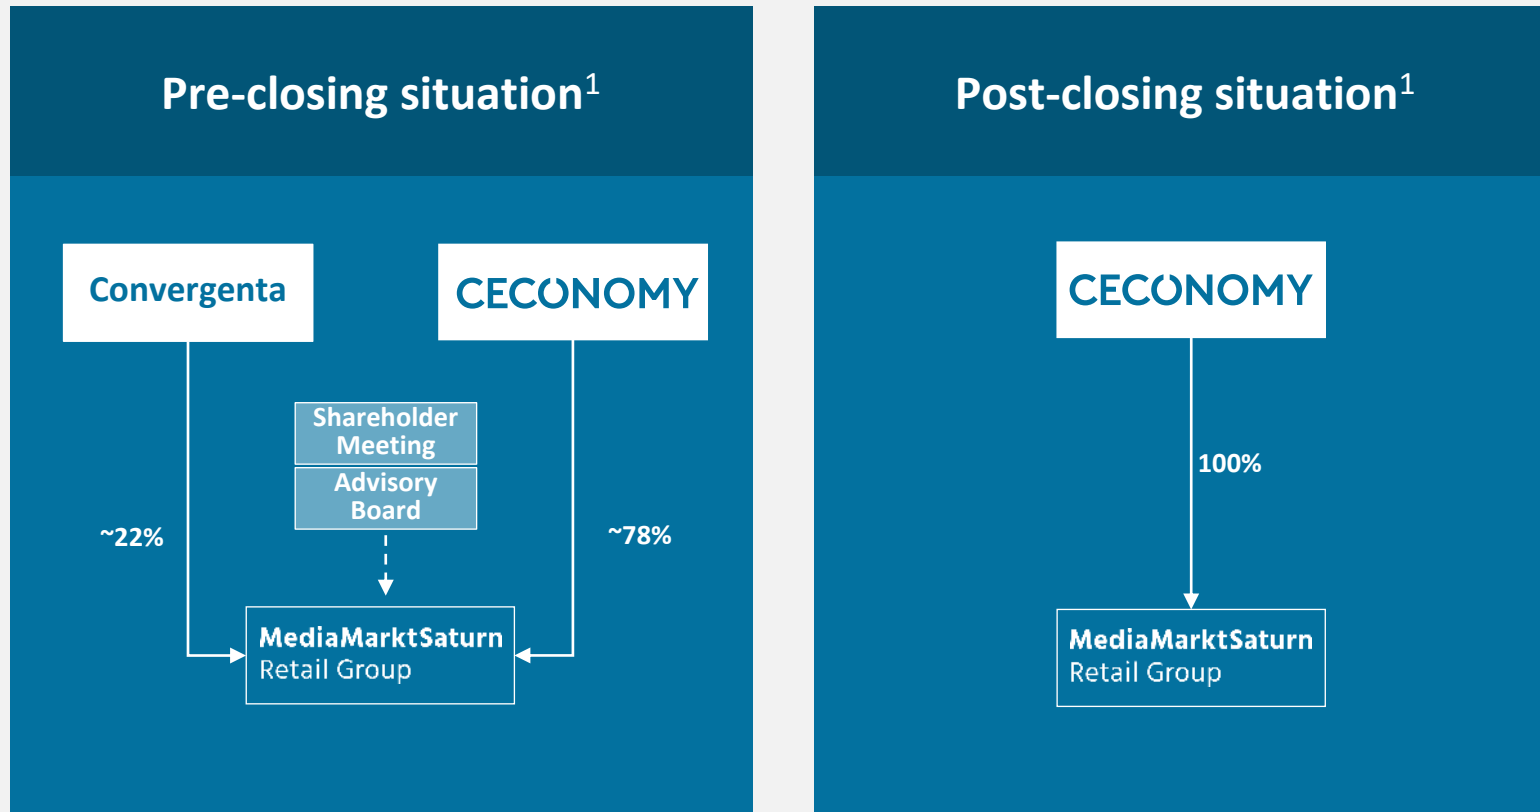 Pre-closing situation¹
Convergenta
CECONOMY
Shareholder
Meeting
Advisory
Board
~22%
~78%
MediaMarktSaturn
Retail Group
Post-closing situation¹
CECONOMY
100%
MediaMarktSaturn
Retail Group